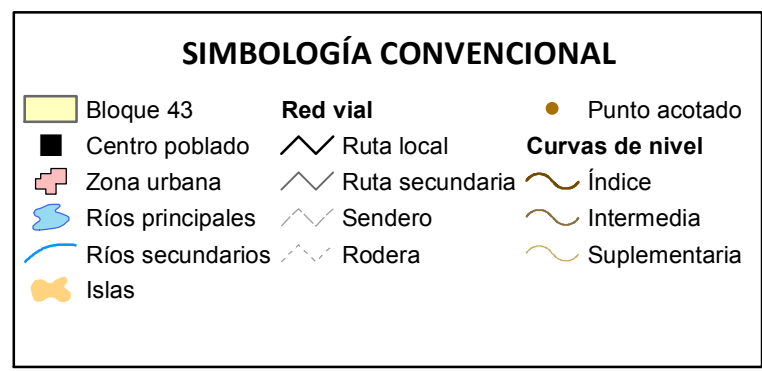 SIMBOLOGÍA CONVENCIONAL
Bloque 43
Centro poblado
Zona urbana
Ríos principales
Ríos secundarios
Islas
Red vial
Ruta local
Ruta secundaria
Sendero
Rodera
Punto acotado
Curvas de nivel
Índice
Intermedia
Suplementaria